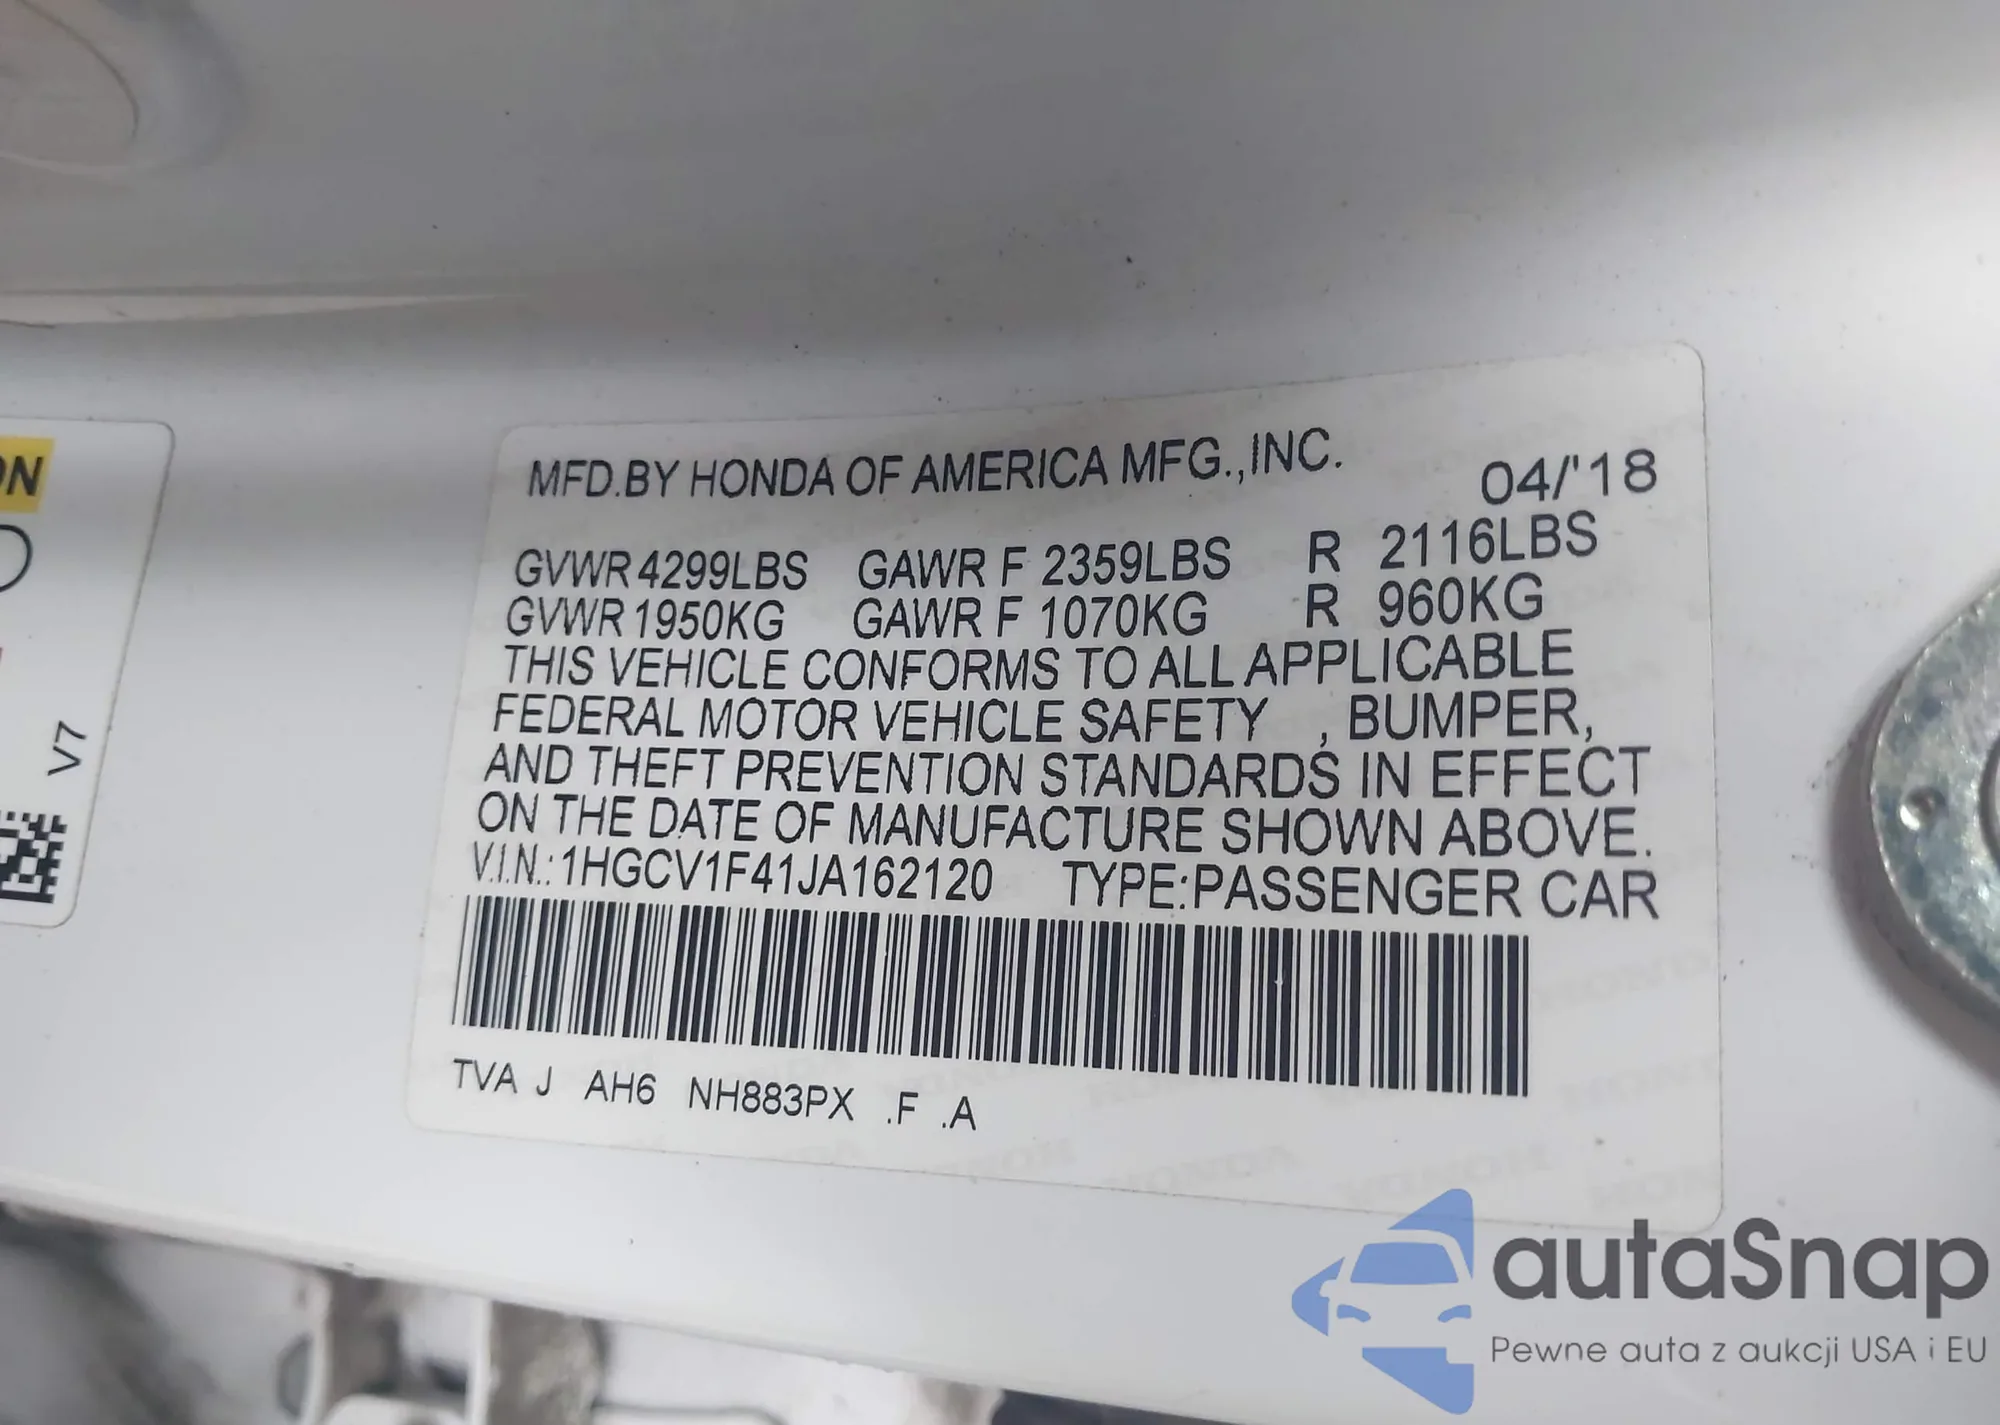 ON
V7
MFD.BY HONDA OF AMERICA MFG.,INC.
04/'18
GVWR 4299LBS GAWR F 2359LBS R 2116LBS
GVWR 1950KG GAWR F 1070KG R 960KG
THIS VEHICLE CONFORMS TO ALL APPLICABLE
FEDERAL MOTOR VEHICLE SAFETY , BUMPER,
AND THEFT PREVENTION STANDARDS IN EFFECT
ON THE DATE OF MANUFACTURE SHOWN ABOVE.
V.I.N.: 1HGCV1F41JA162120 TYPE:PASSENGER CAR
TVA J AH6 NH883PX .F .A
autaSnap
Pewne auta z aukcji USA i EU